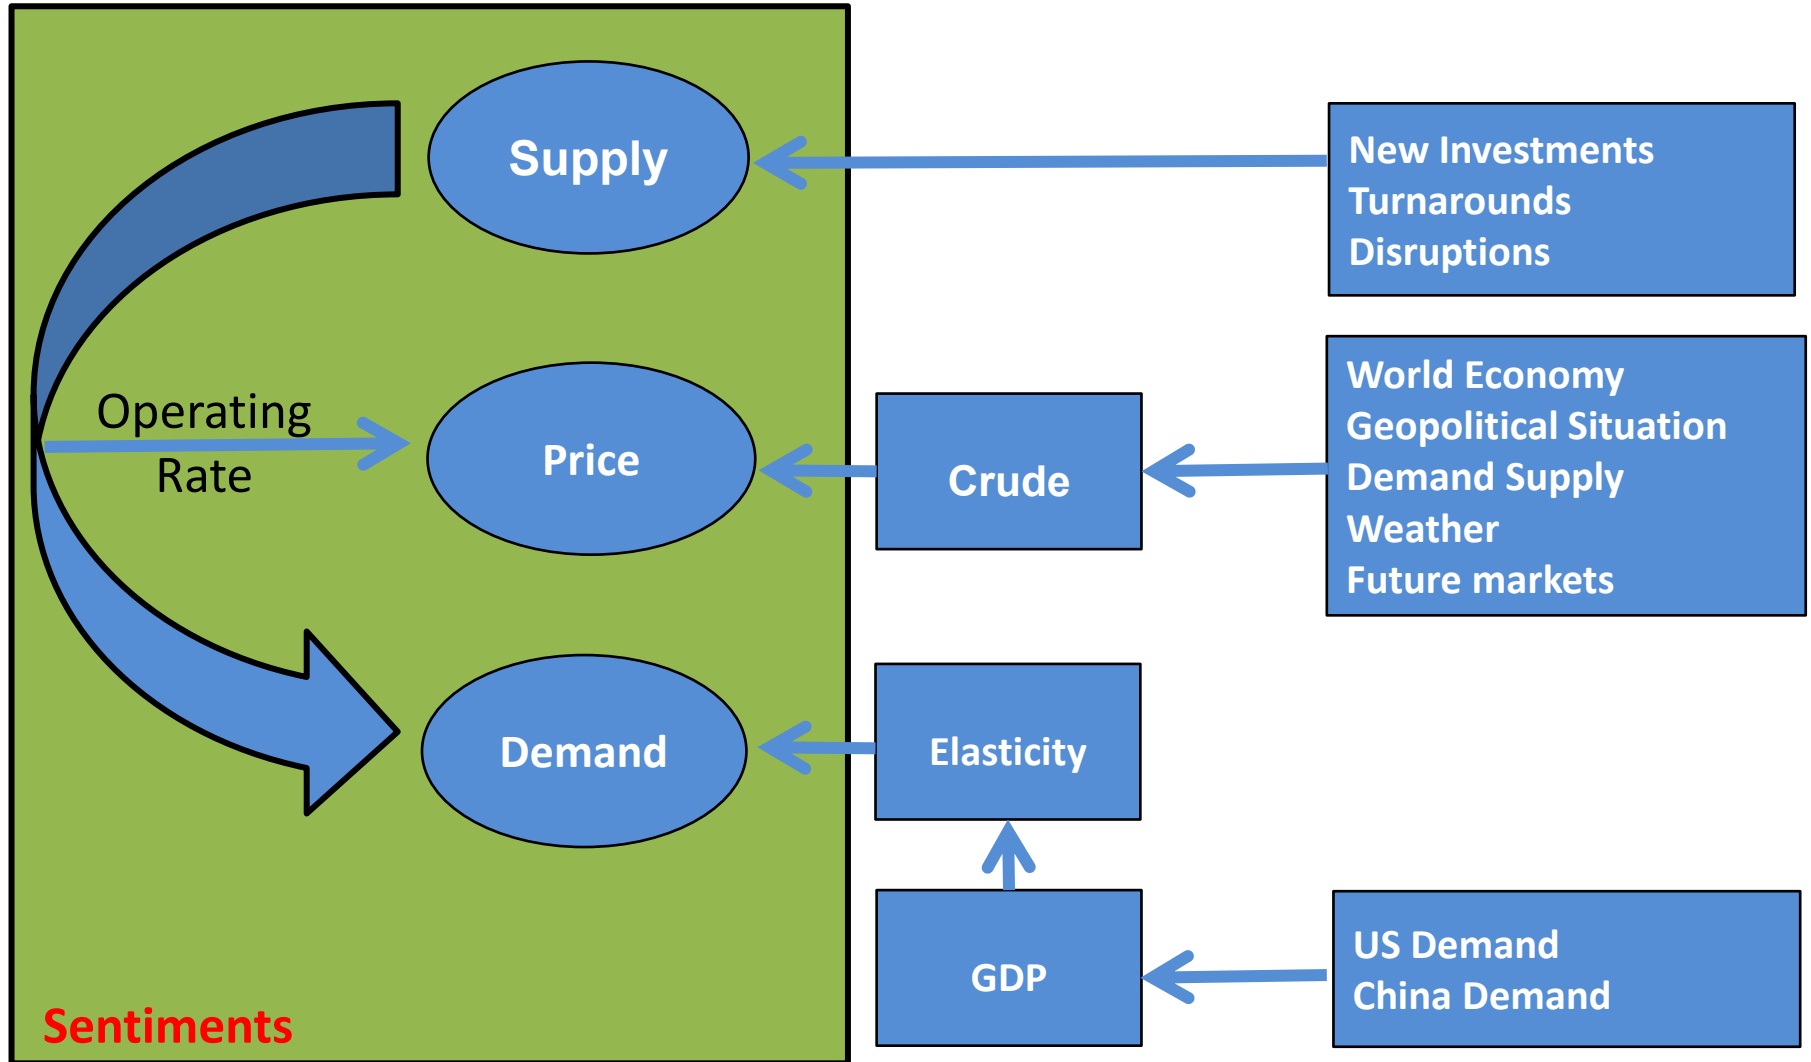 Supply
New Investments
Turnarounds
Disruptions
Operating
Rate
Price
Crude
World Economy
Geopolitical Situation
Demand Supply
Weather
Future markets
Demand
Elasticity
GDP
US Demand
China Demand
Sentiments